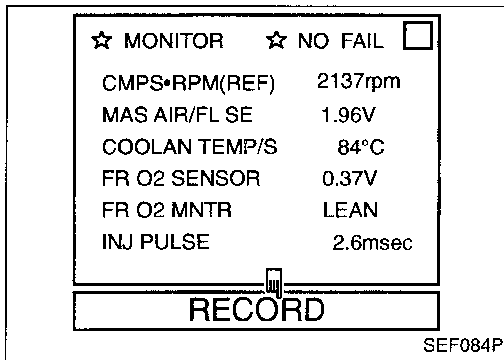 ☆ MONITOR ☆ NO FAIL
CMPS•RPM(REF) 2137rpm
MAS AIR/FL SE 1.96V
COOLAN TEMP/S 84°C
FR O2 SENSOR 0.37V
FR O2 MNTR LEAN
INJ PULSE 2.6msec
RECORD
SEF084P